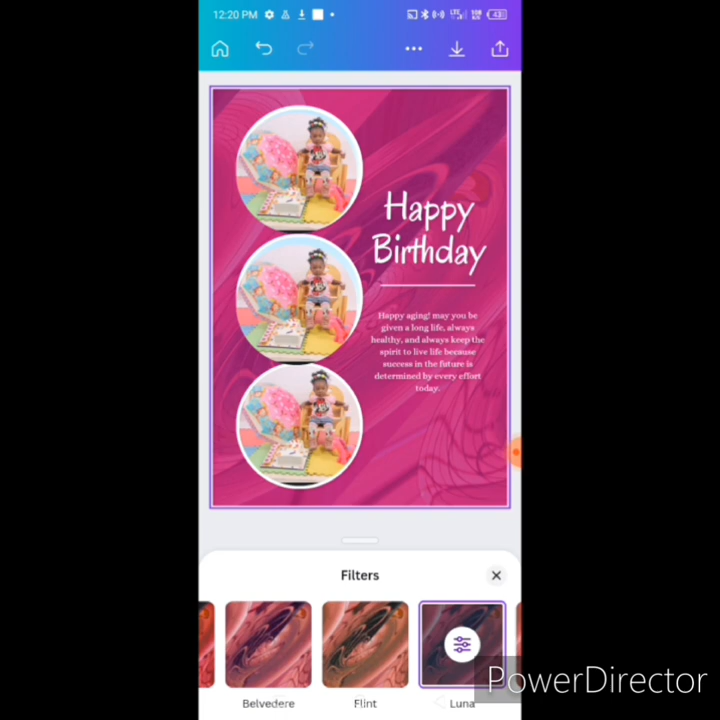 12:20 PM
Happy
Birthday
Happy aging! may you be
given a long life, always
healthy, and always keep the
spirit to live life because
success in the future is
determined by every effort
today.
Filters
Belvedere
Flint
Luna
PowerDirector